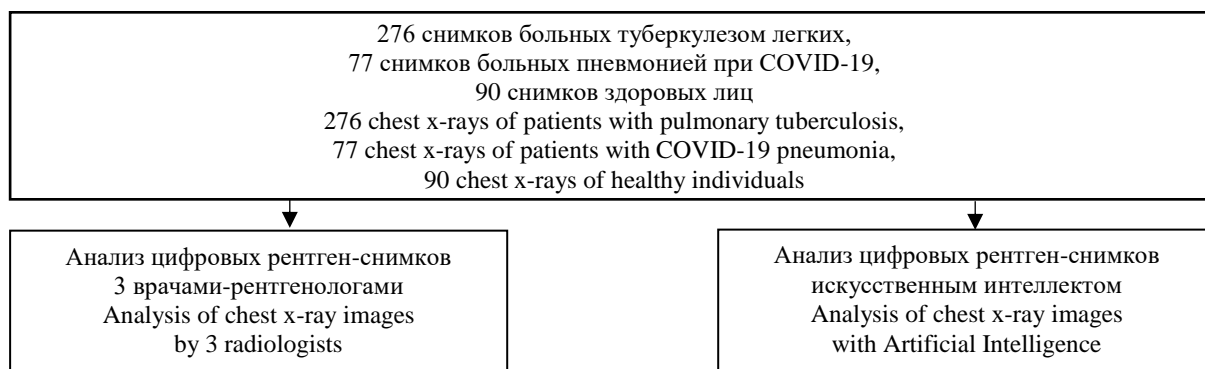 276 снимков больных туберкулезом легких,
77 снимков больных пневмонией при COVID-19,
90 снимков здоровых лиц
276 chest x-rays of patients with pulmonary tuberculosis,
77 chest x-rays of patients with COVID-19 pneumonia,
90 chest x-rays of healthy individuals
Анализ цифровых рентген-снимков
3 врачами-рентгенологами
Analysis of chest x-ray images
by 3 radiologists
Анализ цифровых рентген-снимков
искусственным интеллектом
Analysis of chest x-ray images
with Artificial Intelligence